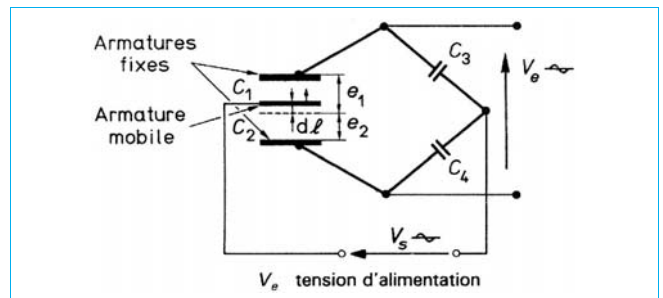 Armatures
fixes
C₁
Armature
mobile
C₂
e₁
dℓ
e₂
C₃
C₄
Vₑ
Vₛ
Vₑ tension d'alimentation